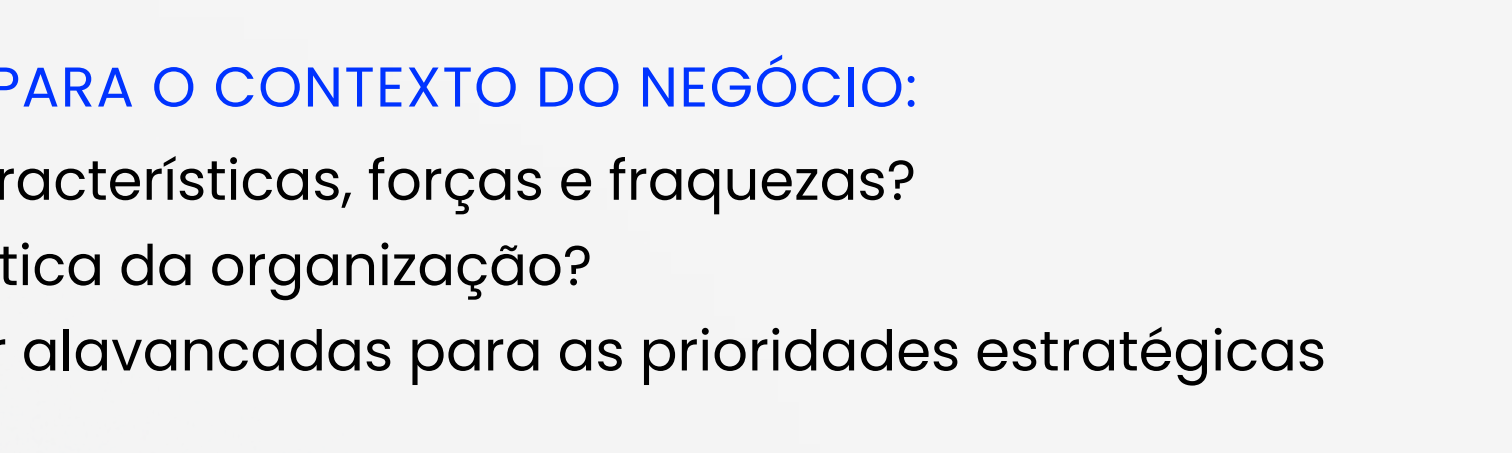 PARA O CONTEXTO DO NEGÓCIO:
racterísticas, forças e fraquezas?
tica da organização?
alavancadas para as prioridades estratégicas